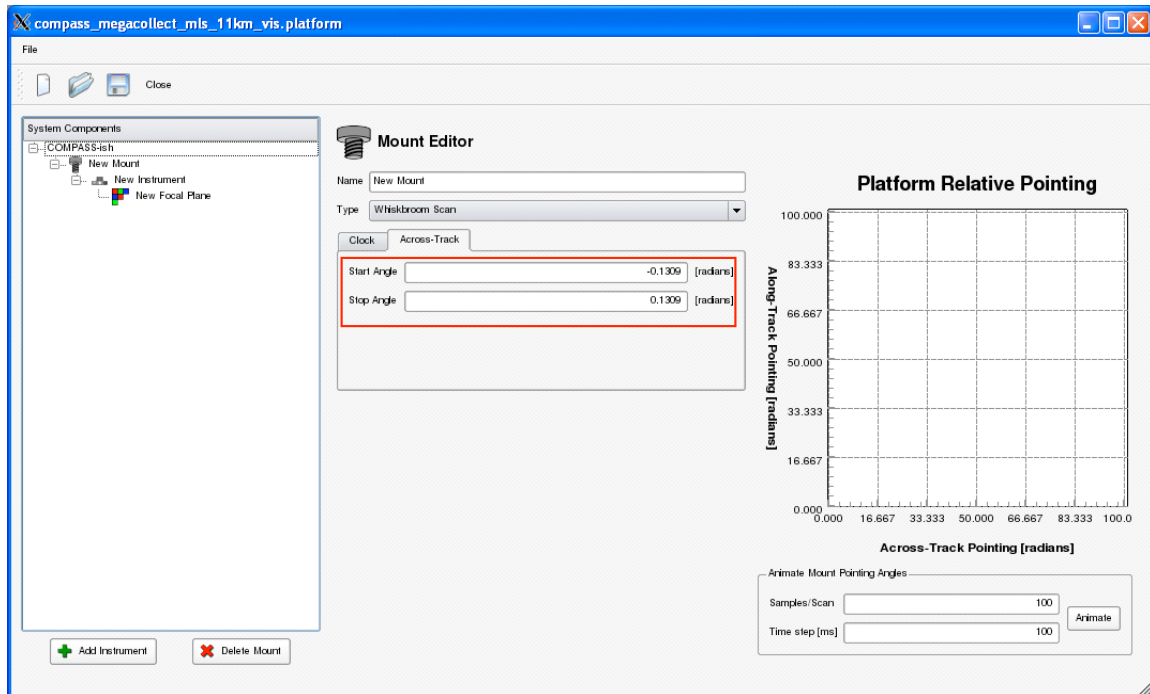 compass_megacollect_mls_11km_vis.platform
File
Close
System Components
COMPASS-ish
New Mount
New Instrument
New Focal Plane
Add Instrument
Delete Mount
Mount Editor
Name New Mount
Type Whiskbroom Scan
Clock Across-Track
Start Angle -0.1309 [radians]
Stop Angle 0.1309 [radians]
Platform Relative Pointing
Along-Track Pointing [radians]
100.000
83.333
66.667
50.000
33.333
16.667
0.000
0.000 16.667 33.333 50.000 66.667 83.333 100.0
Across-Track Pointing [radians]
Animate Mount Pointing Angles
Samples/Scan 100
Time step [ms] 100
Animate